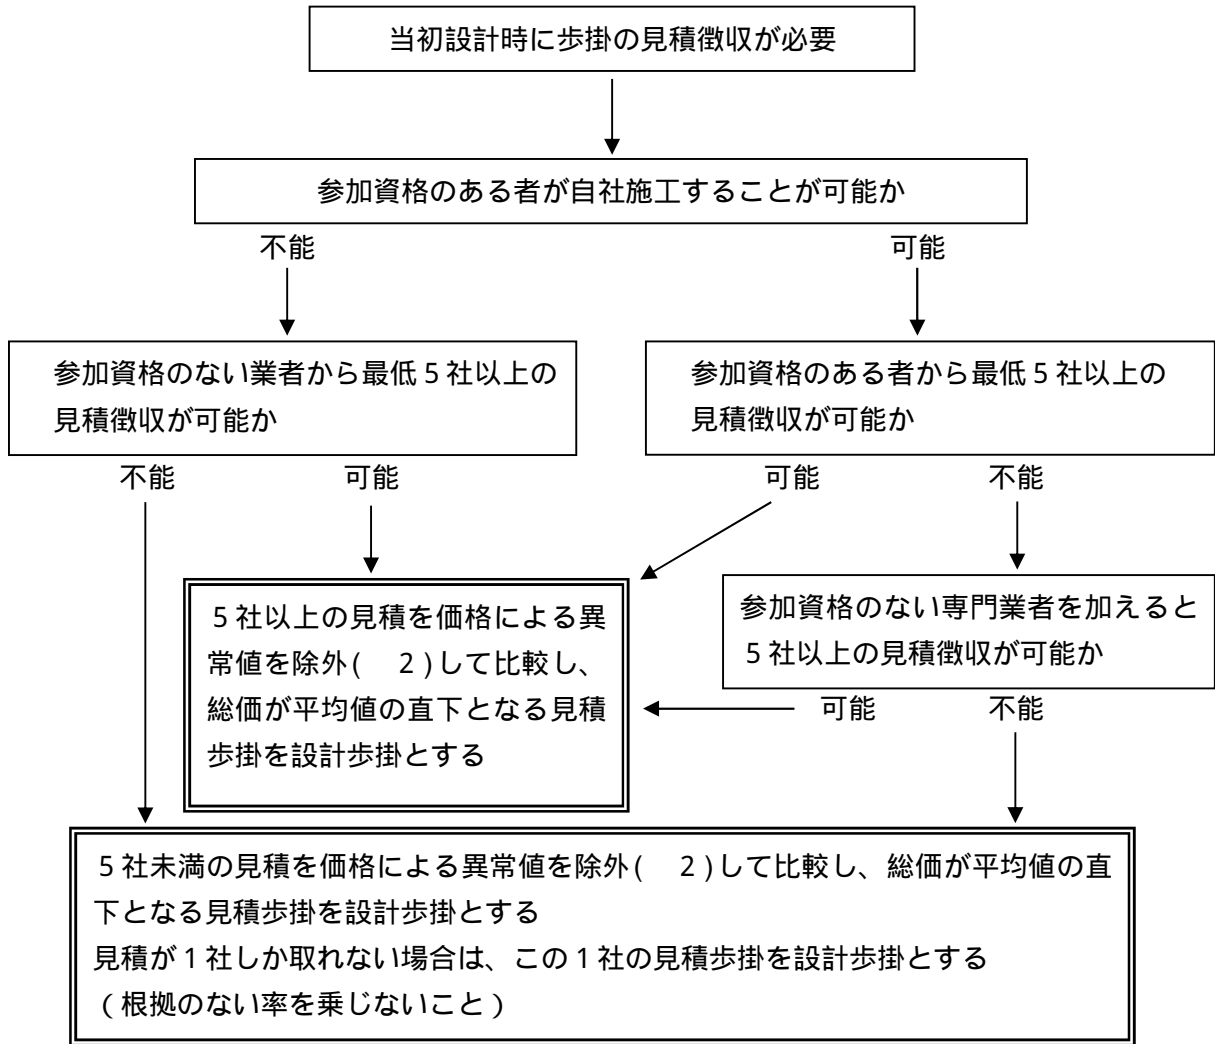 当初設計時に歩掛の見積徴収が必要
参加資格のある者が自社施工することが可能か
不能
可能
参加資格のない業者から最低5社以上の
見積徴収が可能か
参加資格のある者から最低5社以上の
見積徴収が可能か
不能
可能
可能
不能
5社以上の見積を価格による異
常値を除外(　2)して比較し、
総価が平均値の直下となる見積
歩掛を設計歩掛とする
参加資格のない専門業者を加えると
5社以上の見積徴収が可能か
可能
不能
5社未満の見積を価格による異常値を除外(　2)して比較し、総価が平均値の直
下となる見積歩掛を設計歩掛とする
見積が1社しか取れない場合は、この1社の見積歩掛を設計歩掛とする
（根拠のない率を乗じないこと）